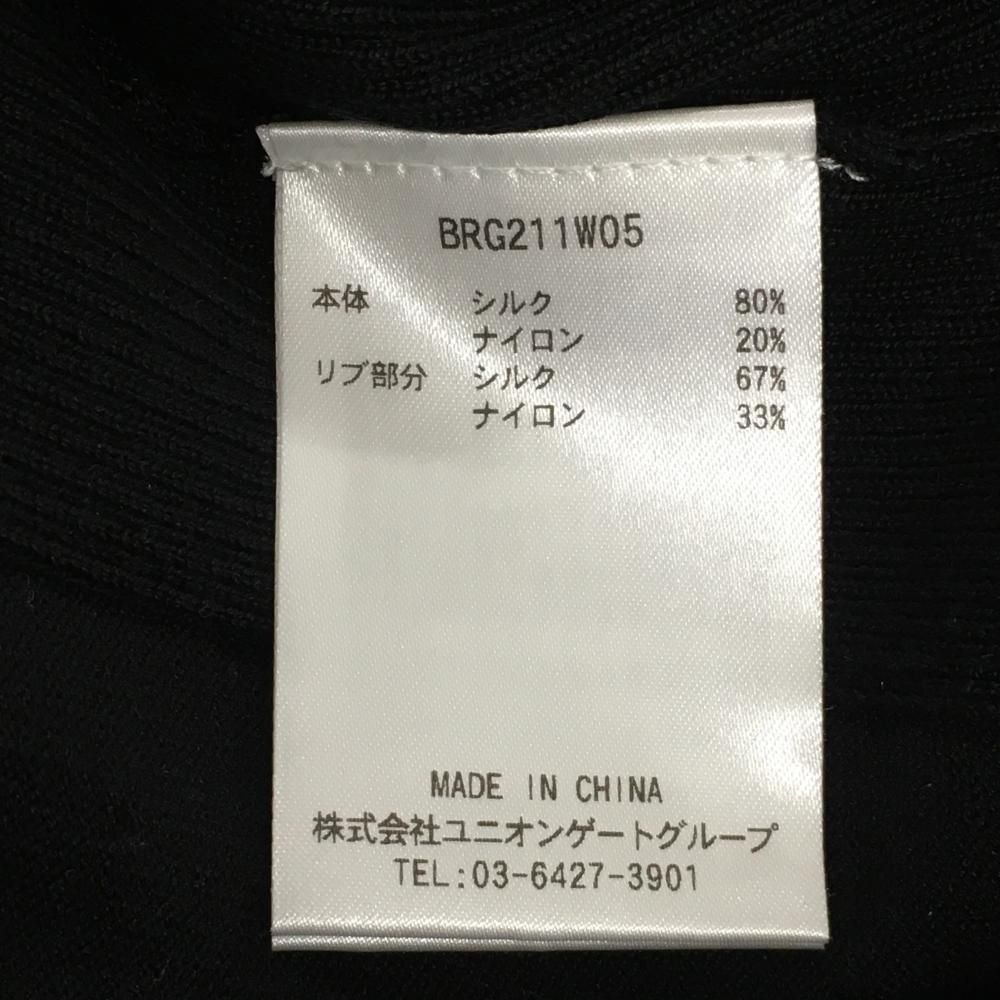 BRG211W05
本体 シルク 80%
ナイロン 20%
リブ部分 シルク 67%
ナイロン 33%
MADE IN CHINA
株式会社ユニオンゲートグループ
TEL:03-6427-3901